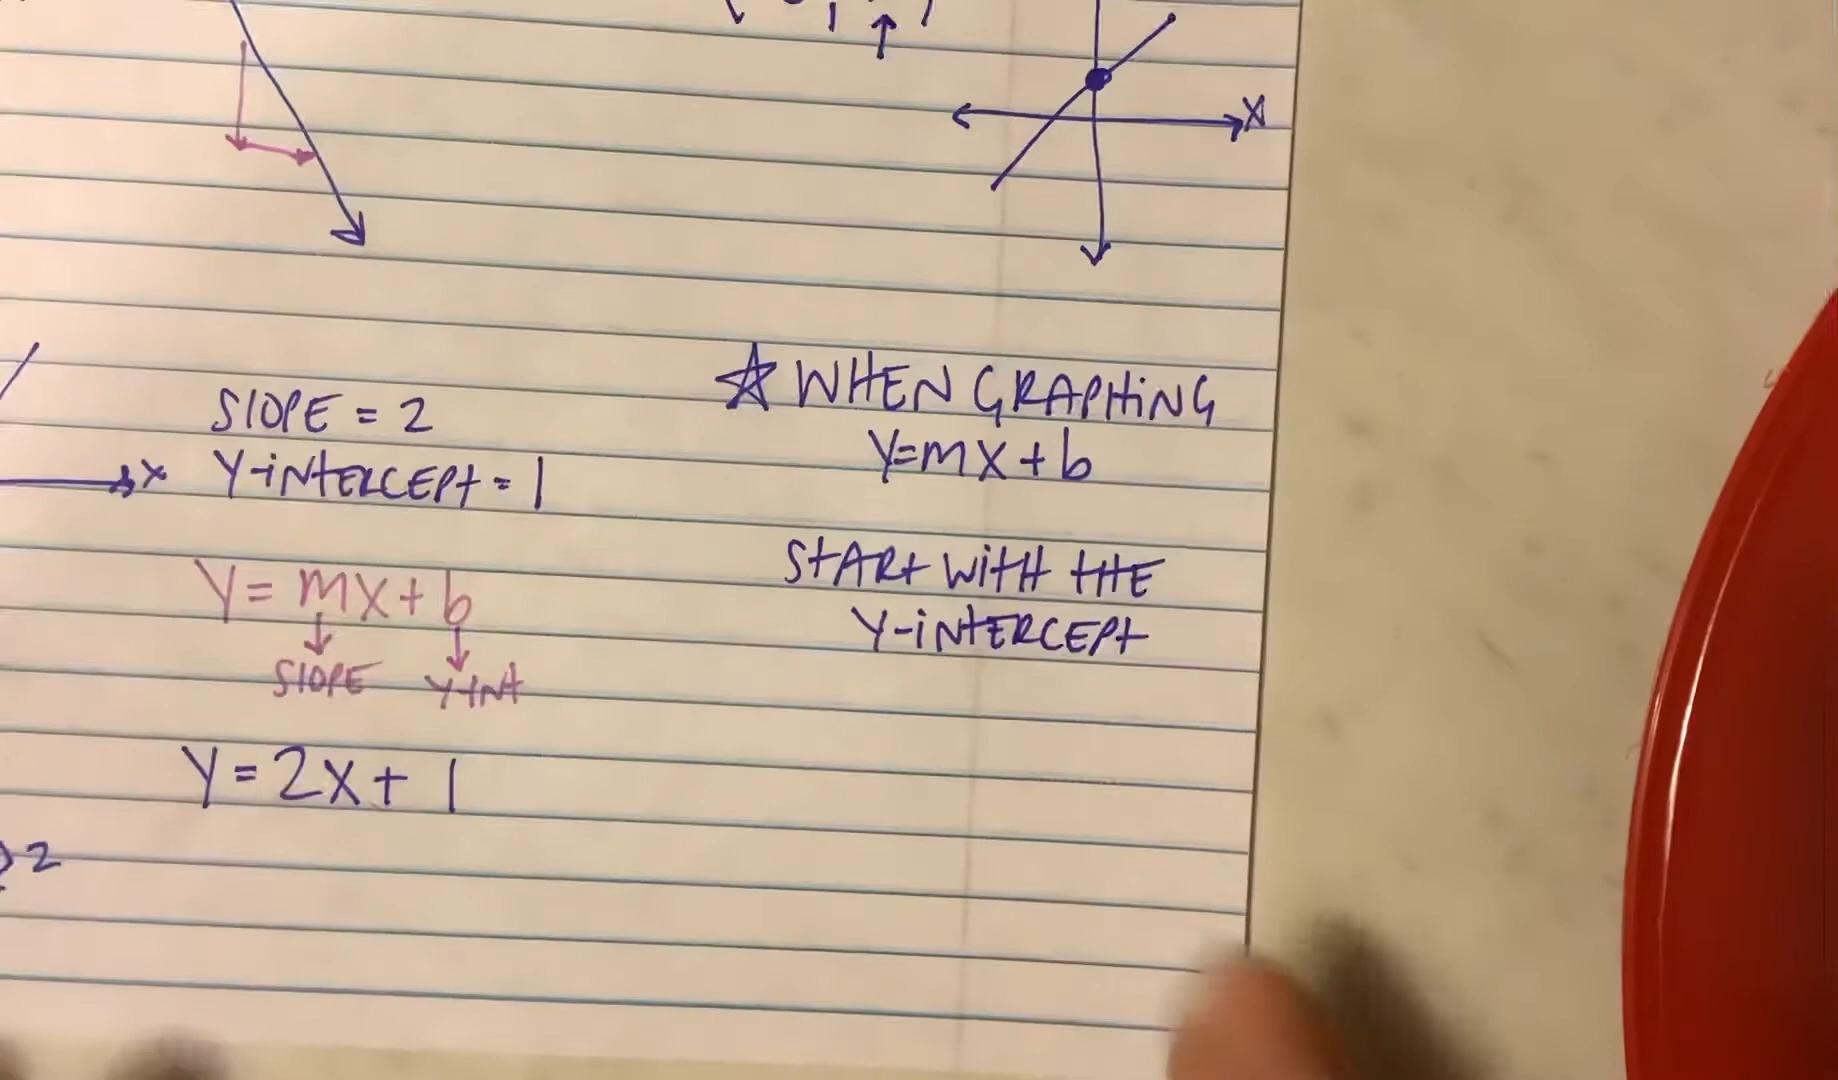 X
SLOPE = 2
Y-INTERCEPT = 1
X
Y = mx + b
SLOPE Y-INT
Y = 2x + 1
2
☆ WHEN GRAPHING
Y=mx+b
START WITH THE
Y-INTERCEPT